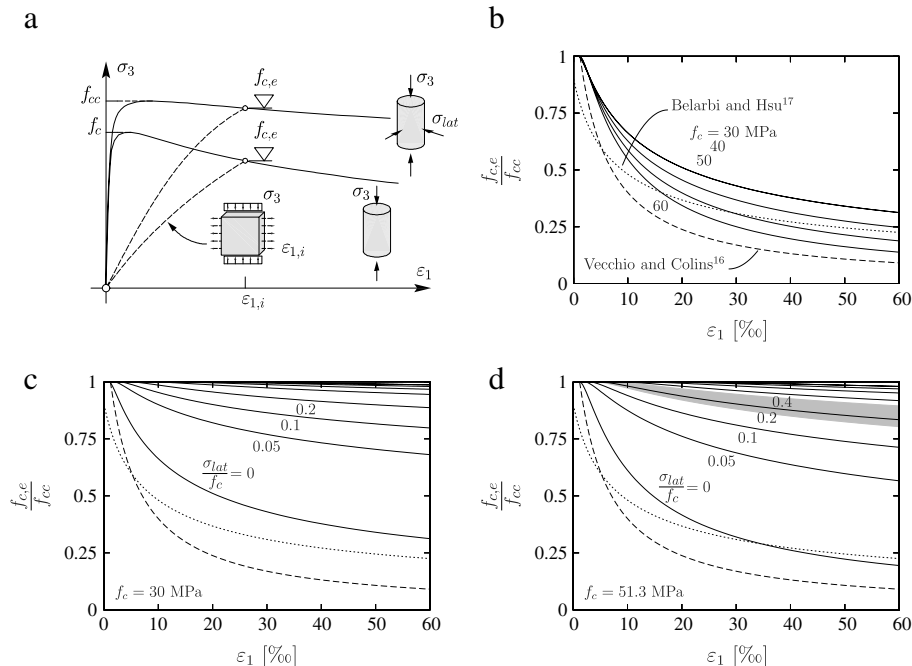 a
σ3
fcc
fc
fc,e
fc,e
σ3
σlat
σ3
ε1,i
σ3
ε1,i
ε1
b
fc,e
fcc
1
0.75
0.5
0.25
0
Belarbi and Hsu17
fc = 30 MPa
40
50
60
Vecchio and Colins16
0 10 20 30 40 50 60
ε1 [‰]
c
fc,e
fcc
1
0.75
0.5
0.25
0
0.2
0.1
0.05
σlat
fc = 0
fc = 30 MPa
0 10 20 30 40 50 60
ε1 [‰]
d
fc,e
fcc
1
0.75
0.5
0.25
0
0.4
0.2
0.1
0.05
σlat
fc = 0
fc = 51.3 MPa
0 10 20 30 40 50 60
ε1 [‰]